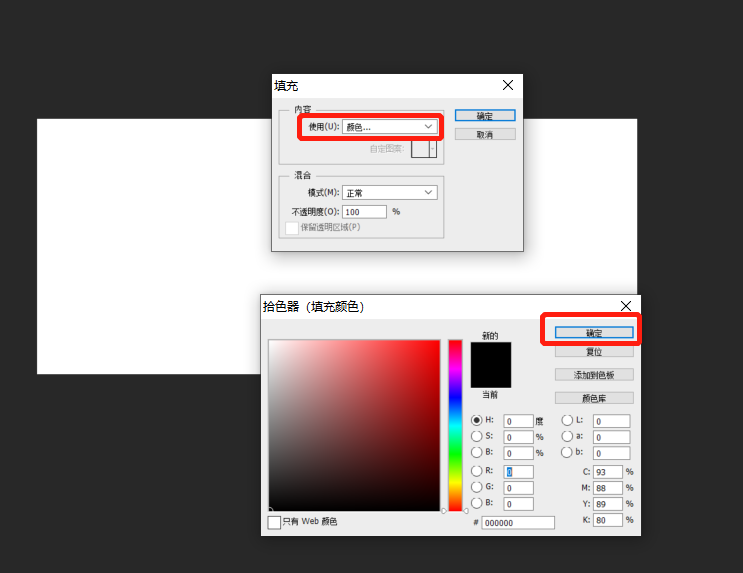 填充
内容
使用(U): 颜色...
自定图案:
确定
取消
混合
模式(M): 正常
不透明度(O): 100 %
保留透明区域(P)
拾色器（填充颜色）
新的
当前
确定
复位
添加到色板
颜色库
H: 0 度
S: 0 %
B: 0 %
R: 0
G: 0
B: 0
L: 0
a: 0
b: 0
C: 93 %
M: 88 %
Y: 89 %
K: 80 %
# 000000
只有 Web 颜色